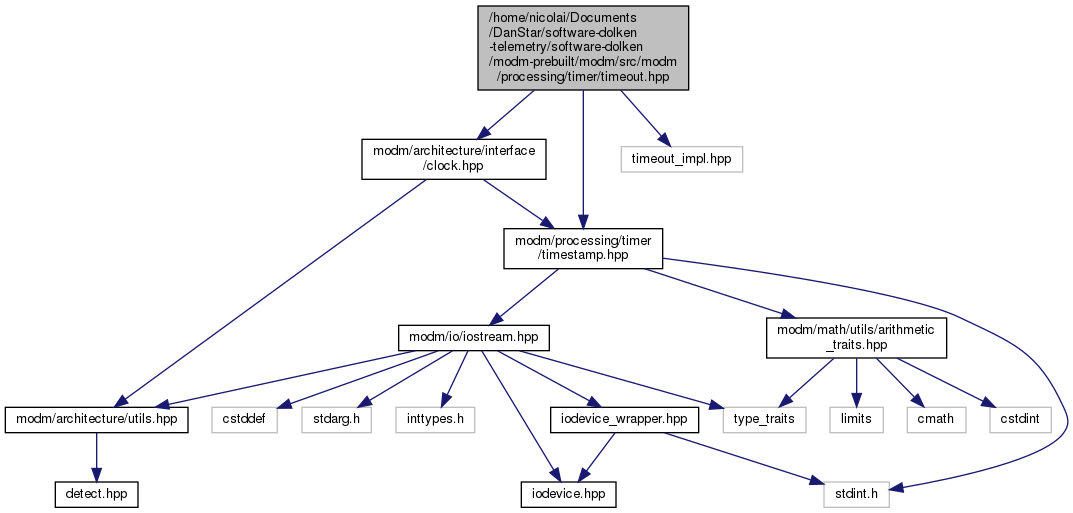 /home/nicolai/Documents
/DanStar/software-dolken
-telemetry/software-dolken
/modm-prebuilt/modm/src/modm
/processing/timer/timeout.hpp
modm/architecture/interface
/clock.hpp
timeout_impl.hpp
modm/processing/timer
/timestamp.hpp
modm/io/iostream.hpp
modm/math/utils/arithmetic
_traits.hpp
modm/architecture/utils.hpp
cstddef
stdarg.h
inttypes.h
iodevice_wrapper.hpp
type_traits
limits
cmath
cstdint
detect.hpp
iodevice.hpp
stdint.h